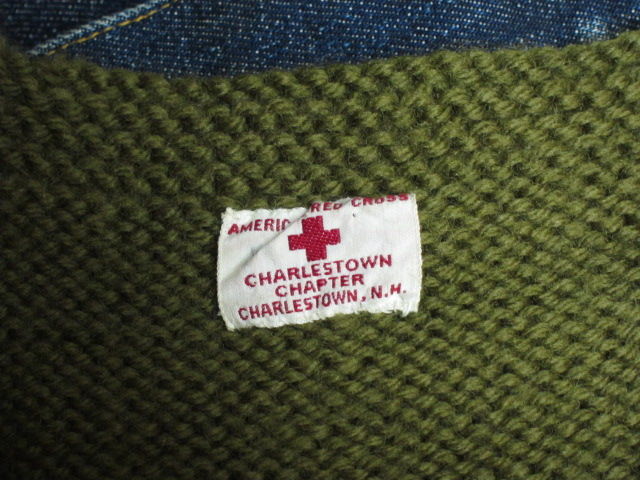 AMERIC RED CROSS
CHARLESTOWN
CHAPTER
CHARLESTOWN, N.H.